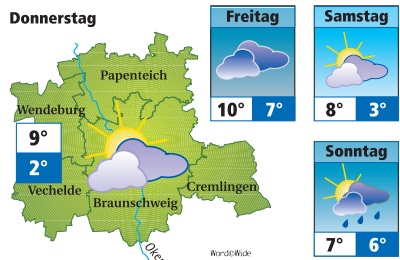 Donnerstag
Papenteich
Wendeburg
9°
2°
Vechelde
Braunschweig
Cremlingen
Oker
Word@Wide
Freitag
10° 7°
Samstag
8° 3°
Sonntag
7° 6°